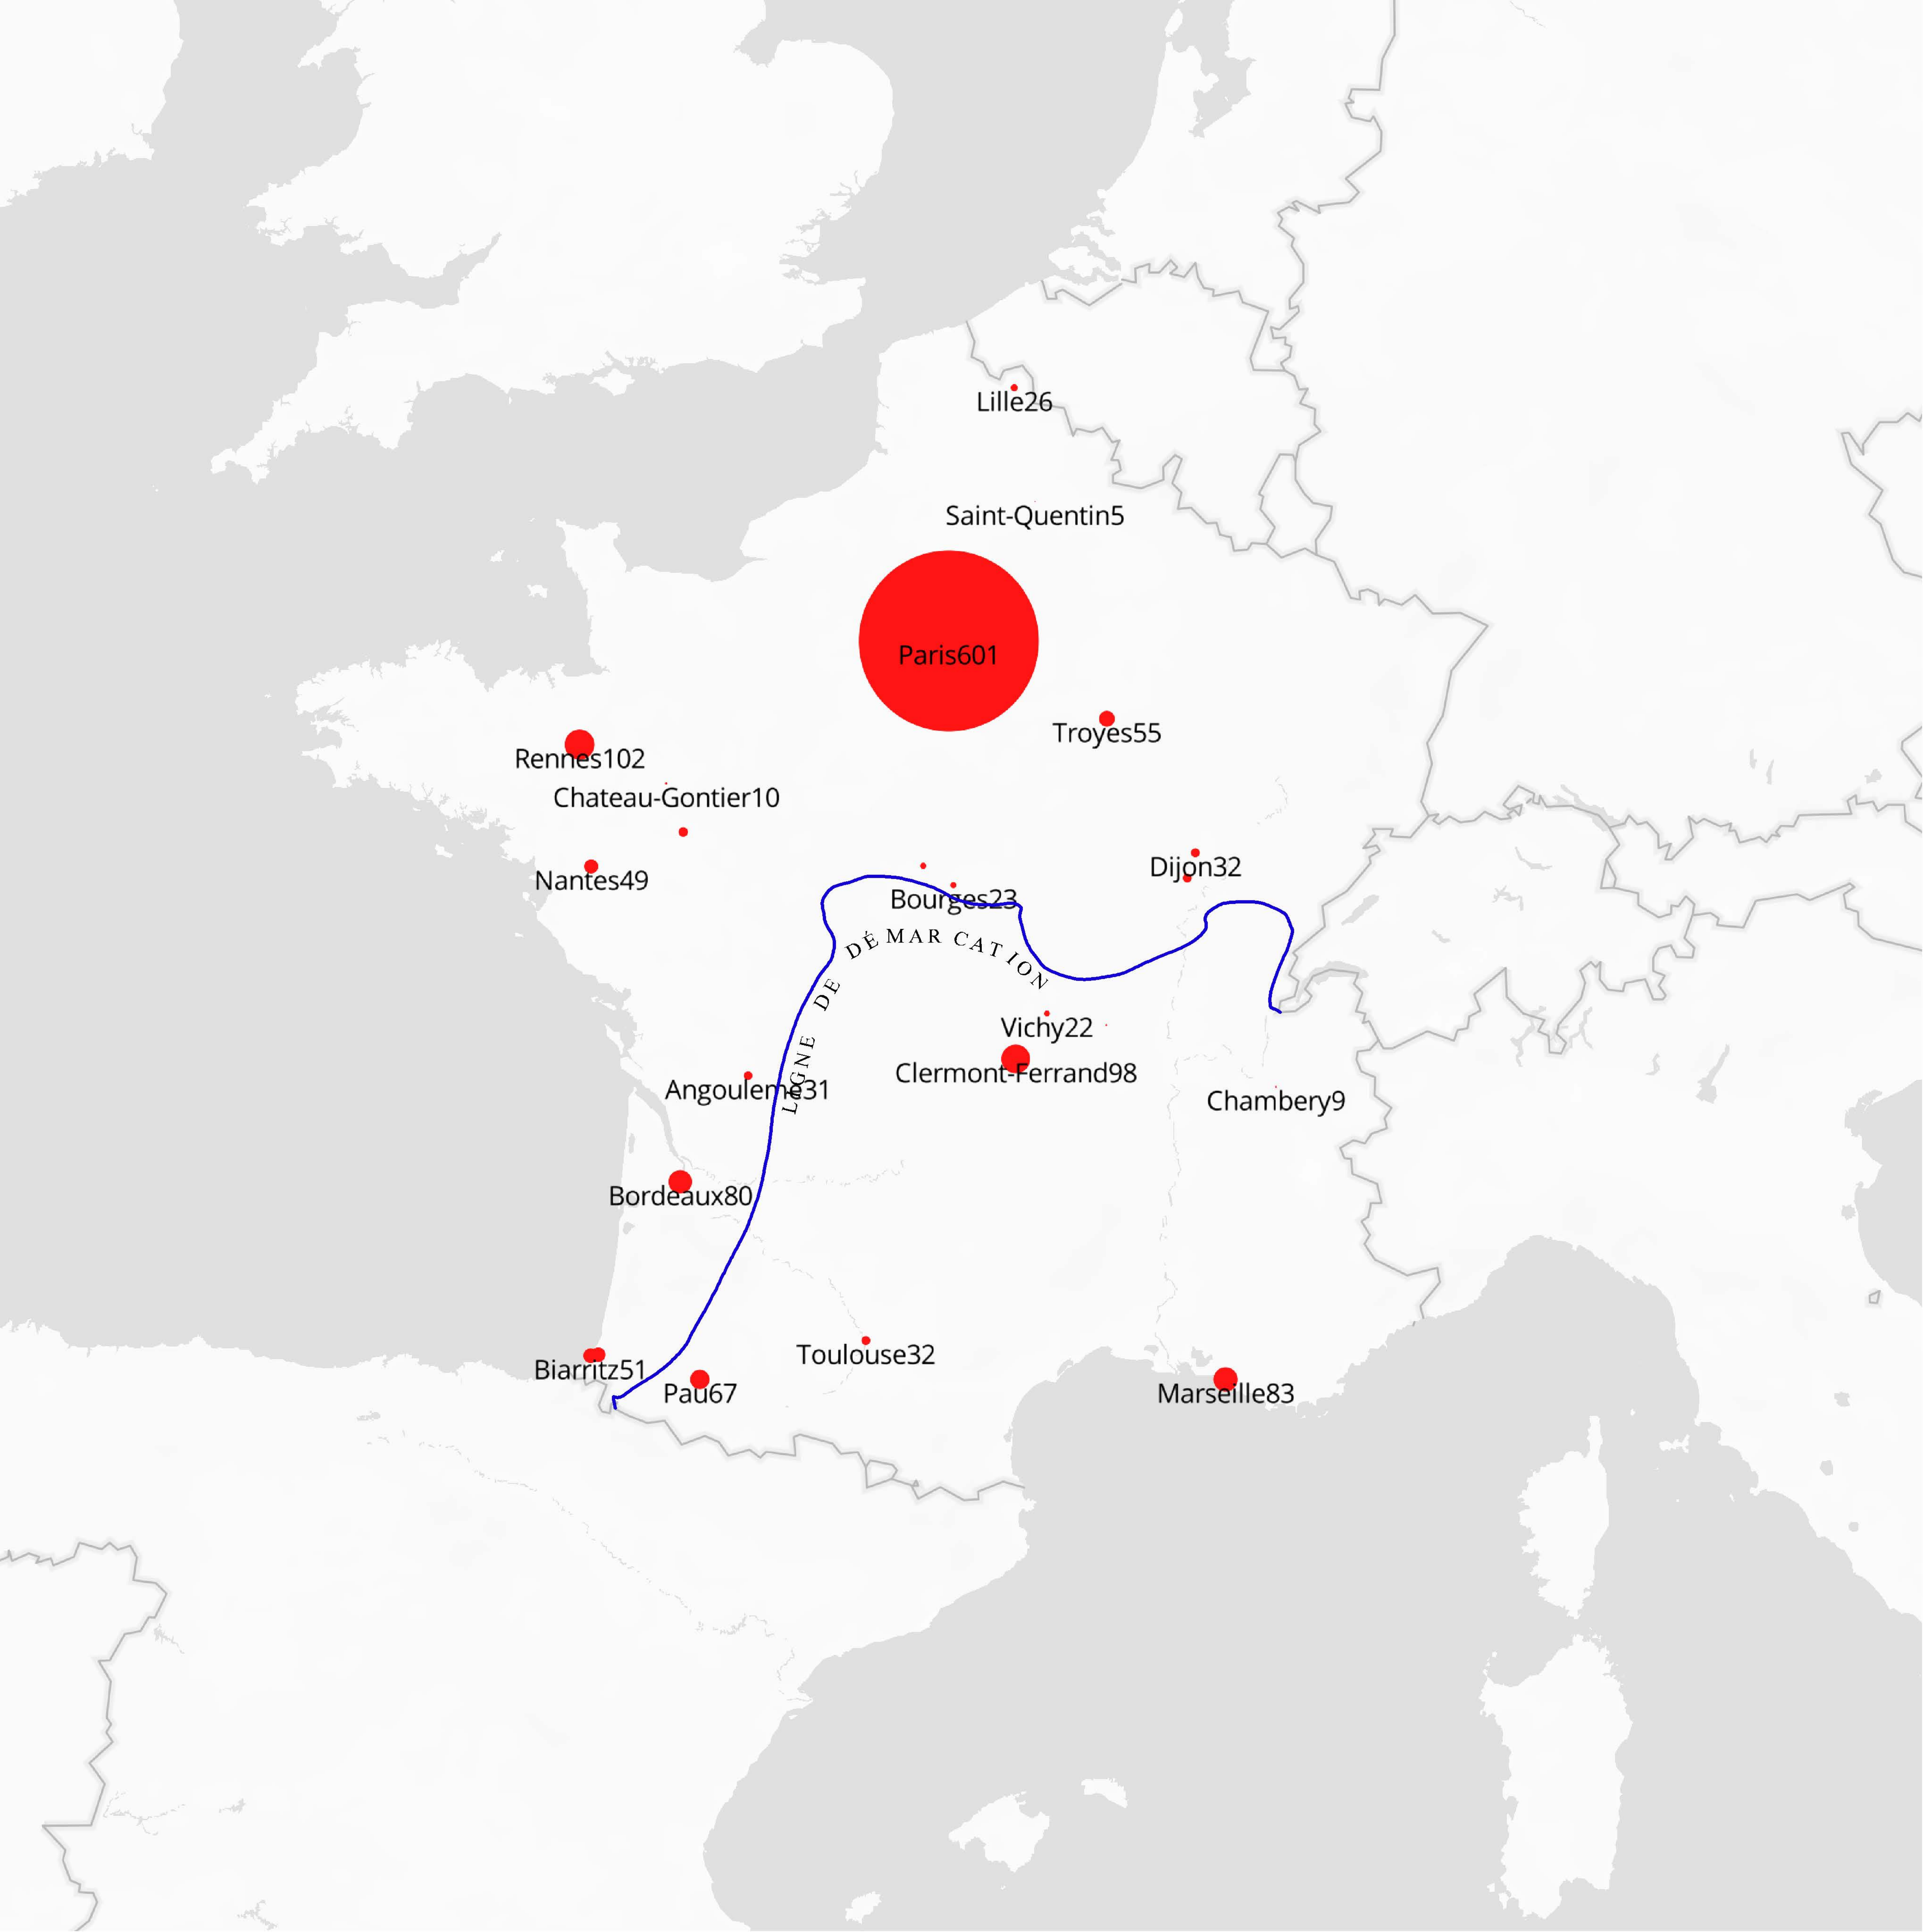 Lille26
Saint-Quentin5
Paris601
Troyes55
Rennes102
Chateau-Gontier10
Dijon32
Nantes49
Bourges23
LIGNE DE DÉMARCATION
Vichy22
Clermont-Ferrand98
Angouleme31
Chambery9
Bordeaux80
Toulouse32
Biarritz51
Pau67
Marseille83